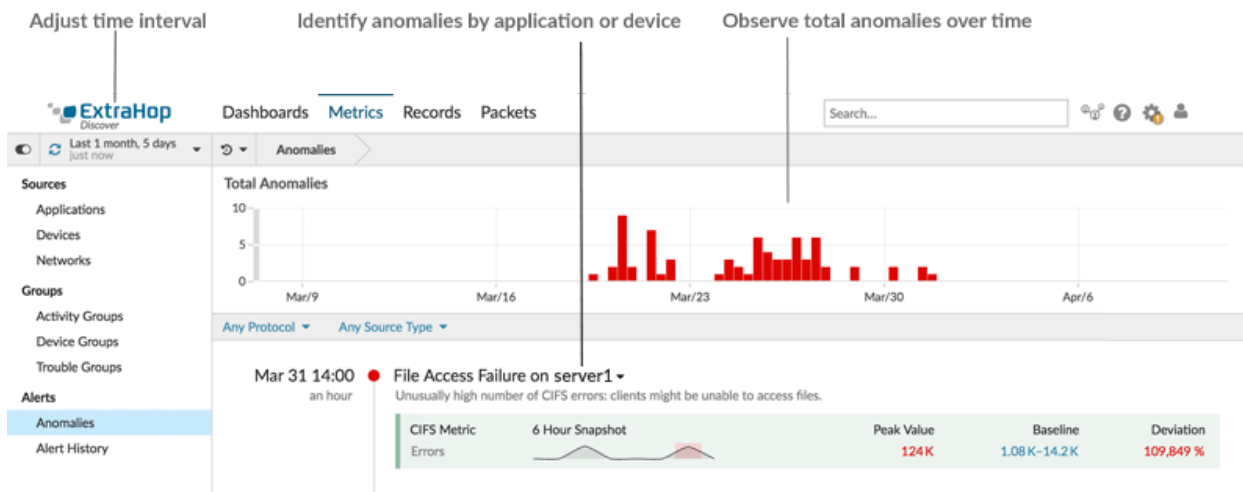 Adjust time interval
Identify anomalies by application or device
Observe total anomalies over time
ExtraHop
Discover
Dashboards Metrics Records Packets
Search...
Last 1 month, 5 days
just now
Anomalies
Sources
Applications
Devices
Networks
Groups
Activity Groups
Device Groups
Trouble Groups
Alerts
Anomalies
Alert History
Total Anomalies
10
5
0
Mar/9 Mar/16 Mar/23 Mar/30 Apr/6
Any Protocol Any Source Type
Mar 31 14:00
an hour
File Access Failure on server1
Unusually high number of CIFS errors: clients might be unable to access files.
CIFS Metric 6 Hour Snapshot Peak Value Baseline Deviation
Errors 124 K 1.08 K–14.2 K 109,849 %